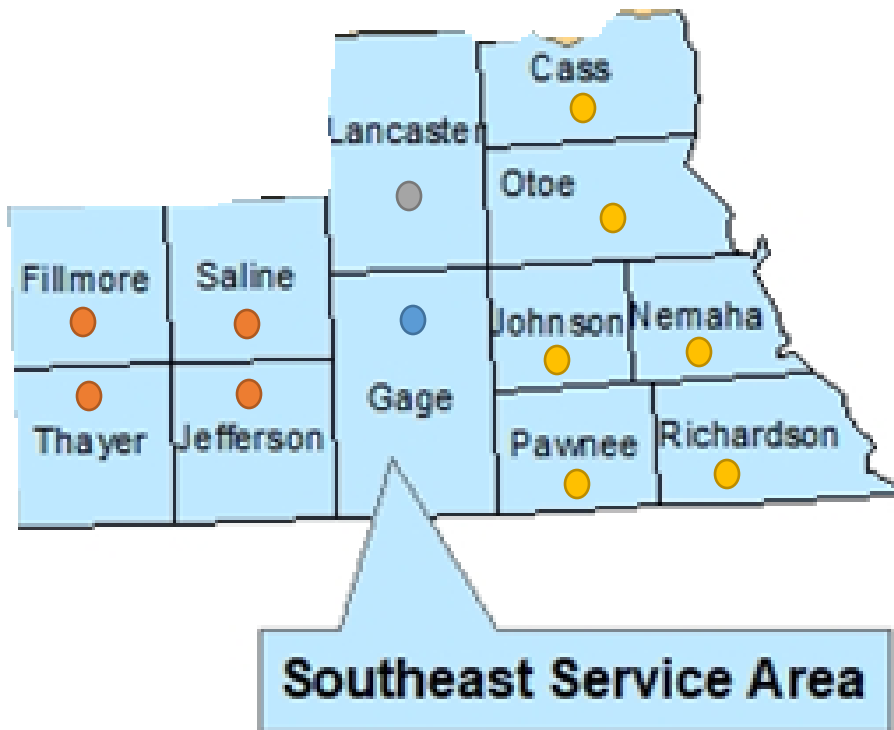 Cass
Lancaster
Otoe
Fillmore
Saline
Johnson
Nemaha
Gage
Thayer
Jefferson
Pawnee
Richardson
Southeast Service Area